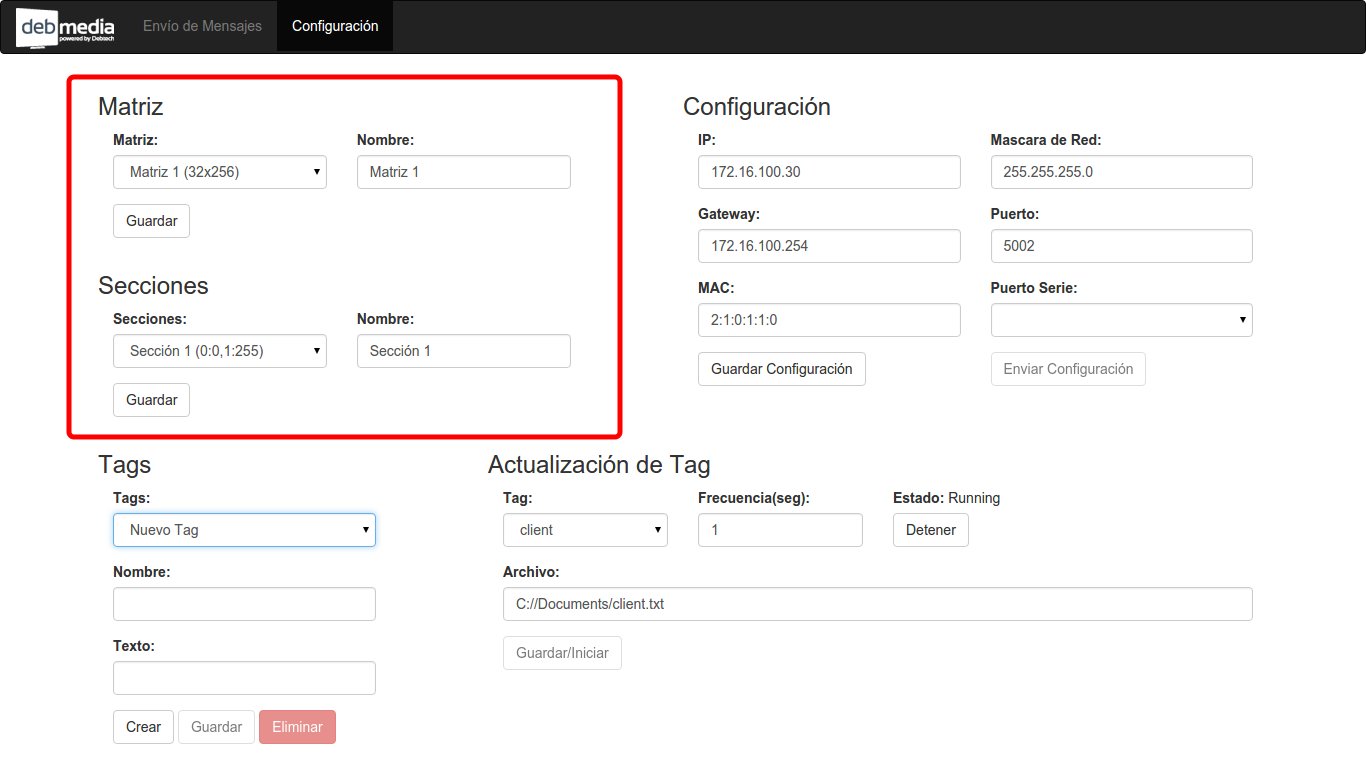 debmedia
powered by Debtech
Envío de Mensajes
Configuración
Matriz
Matriz:
Nombre:
Matriz 1 (32x256)
Matriz 1
Guardar
Secciones
Secciones:
Nombre:
Sección 1 (0:0,1:255)
Sección 1
Guardar
Configuración
IP:
Mascara de Red:
172.16.100.30
255.255.255.0
Gateway:
Puerto:
172.16.100.254
5002
MAC:
Puerto Serie:
2:1:0:1:1:0
Guardar Configuración
Enviar Configuración
Tags
Tags:
Nuevo Tag
Nombre:
Texto:
Crear
Guardar
Eliminar
Actualización de Tag
Tag:
Frecuencia(seg):
Estado: Running
client
1
Detener
Archivo:
C://Documents/client.txt
Guardar/Iniciar